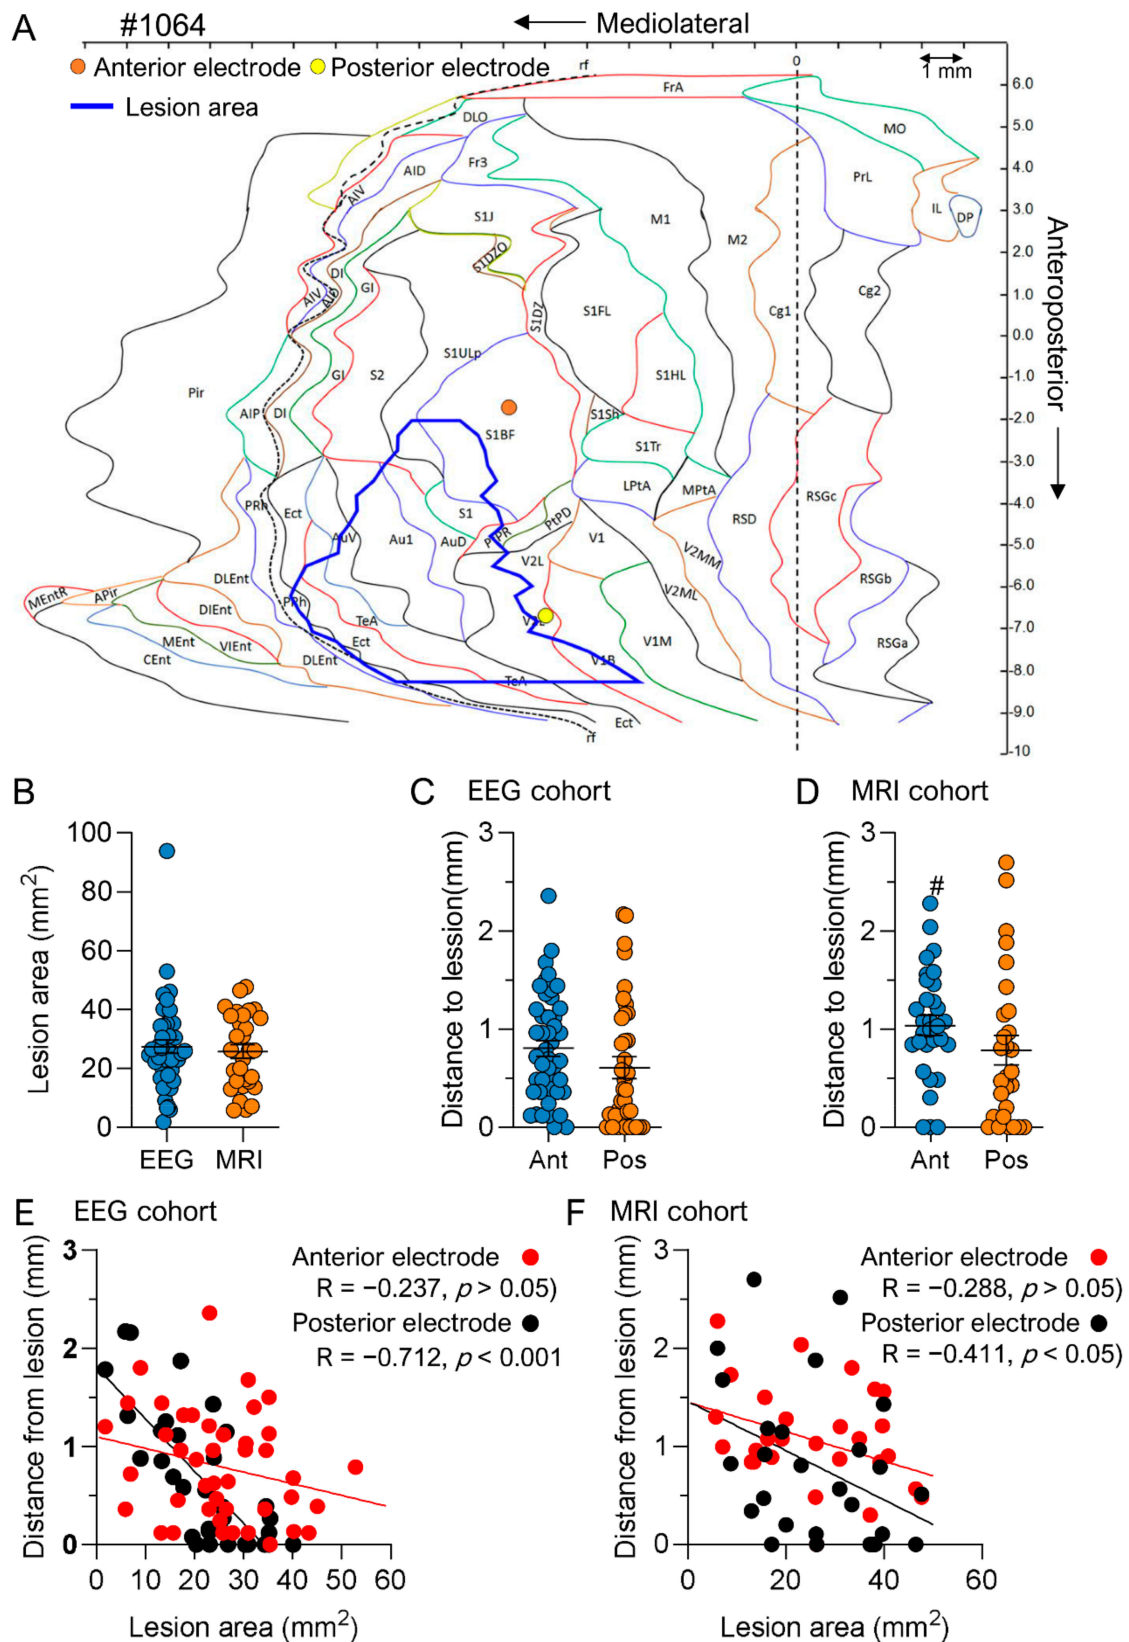 A
#1064
← Mediolateral
Anterior electrode
Posterior electrode
Lesion area
1 mm
Anteroposterior →
0
6.0
5.0
4.0
3.0
2.0
1.0
0.0
-1.0
-2.0
-3.0
-4.0
-5.0
-6.0
-7.0
-8.0
-9.0
-10
rf
FrA
DLO
MO
Fr3
AID
PrL
AIV
IL
DP
S1J
M1
M2
S1DZO
DI
GI
Cg2
AIV
AID
S1DZ
S1FL
Cg1
S1ULp
GI
S2
S1HL
Pir
AIP
DI
S1BF
S1Sh
S1Tr
LPtA
MPtA
RSGc
PRh
Ect
S1
RSD
AuV
Au1
AuD
PtPR
PtPD
V1
V2L
V2MM
DLEnt
RSGb
MEntR
APir
PRh
V2ML
DIEnt
TeA
V2L
MEnt
VIEnt
Ect
V1M
RSGa
CEnt
DLEnt
V1B
TeA
Ect
rf
B
Lesion area (mm²)
100
80
60
40
20
0
EEG
MRI
C
EEG cohort
Distance to lession(mm)
3
2
1
0
Ant
Pos
D
MRI cohort
Distance to lession(mm)
3
2
1
0
#
Ant
Pos
E
EEG cohort
Distance from lesion (mm)
3
2
1
0
Anterior electrode
R = −0.237, p > 0.05)
Posterior electrode
R = −0.712, p < 0.001
0 10 20 30 40 50 60
Lesion area (mm²)
F
MRI cohort
Distance from lesion (mm)
3
2
1
0
Anterior electrode
R = −0.288, p > 0.05)
Posterior electrode
R = −0.411, p < 0.05)
0 20 40 60
Lesion area (mm²)